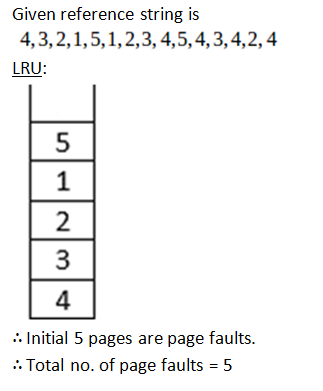 Given reference string is
4,3,2,1,5,1,2,3, 4,5,4,3,4,2, 4
LRU:
5
1
2
3
4
∴ Initial 5 pages are page faults.
∴ Total no. of page faults = 5